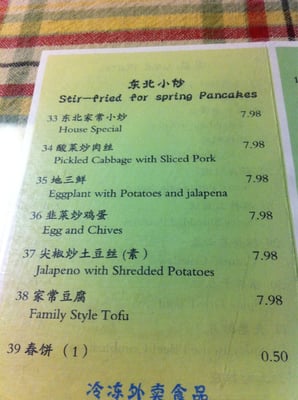 东北小炒
Stir-fried for spring Pancakes
33 东北家常小炒 7.98
House Special
34 酸菜炒肉丝 7.98
Pickled Cabbage with Sliced Pork
35 地三鲜 7.98
Eggplant with Potatoes and jalapena
36 韭菜炒鸡蛋 7.98
Egg and Chives
37 尖椒炒土豆丝 (素) 7.98
Jalapeno with Shredded Potatoes
38 家常豆腐 7.98
Family Style Tofu
39 春饼 (1) 0.50
冷冻外卖食品